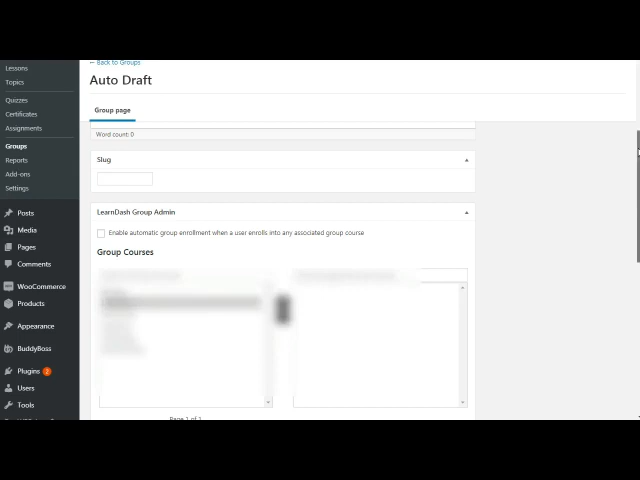 Lessons
Topics
Quizzes
Certificates
Assignments
Groups
Reports
Add-ons
Settings
Posts
Media
Pages
Comments
WooCommerce
Products
Appearance
BuddyBoss
Plugins 2
Users
Tools
← Back to Groups
Auto Draft
Group page
Word count: 0
Slug
LearnDash Group Admin
Enable automatic group enrollment when a user enrolls into any associated group course
Group Courses